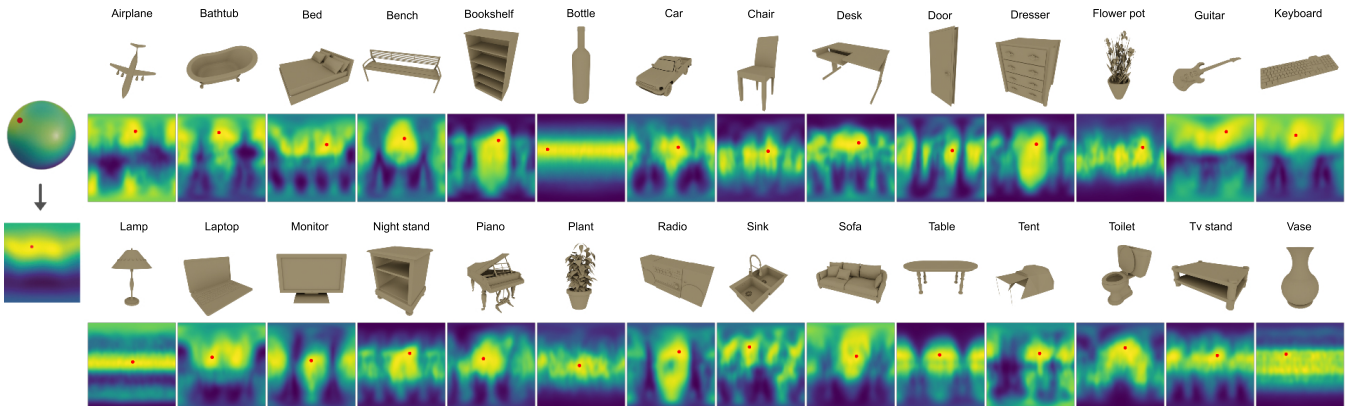 Airplane Bathtub Bed Bench Bookshelf Bottle Car Chair Desk Door Dresser Flower pot Guitar Keyboard
Lamp Laptop Monitor Night stand Piano Plant Radio Sink Sofa Table Tent Toilet Tv stand Vase